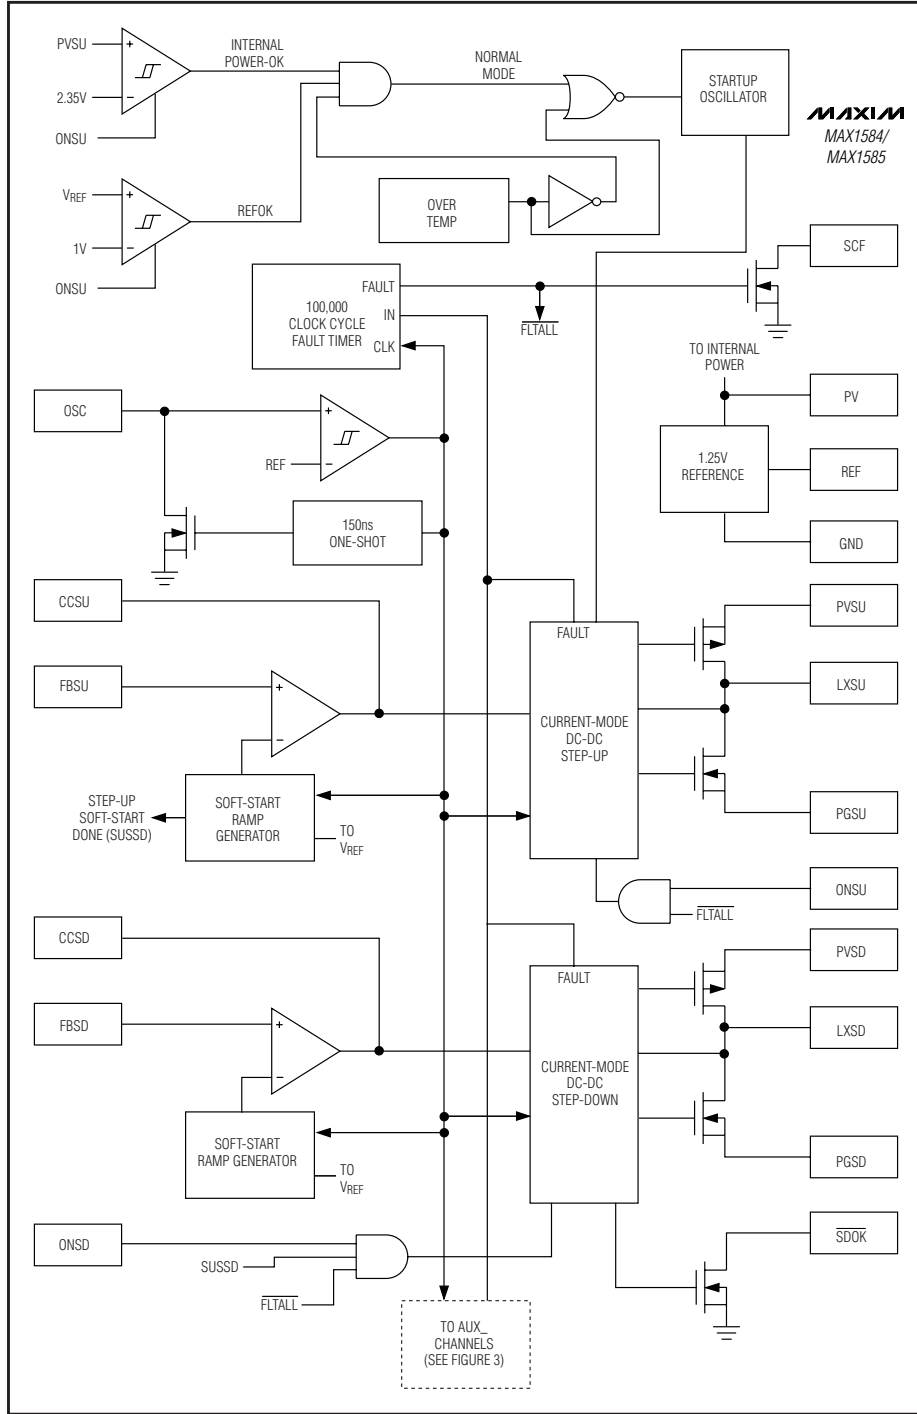 PVSU
+
INTERNAL
POWER-OK
NORMAL
MODE
STARTUP
OSCILLATOR
2.35V
−
ONSU
MAXIM
MAX1584/
MAX1585
VREF
+
REFOK
1V
−
ONSU
OVER
TEMP
SCF
100,000
CLOCK CYCLE
FAULT TIMER
FAULT
IN
CLK
FLTALL
TO INTERNAL
POWER
PV
OSC
+
REF
−
1.25V
REFERENCE
REF
150ns
ONE-SHOT
GND
CCSU
FAULT
PVSU
FBSU
+
−
CURRENT-MODE
DC-DC
STEP-UP
LXSU
STEP-UP
SOFT-START
DONE (SUSSD)
SOFT-START
RAMP
GENERATOR
TO
VREF
PGSU
ONSU
FLTALL
CCSD
FAULT
PVSD
FBSD
+
−
CURRENT-MODE
DC-DC
STEP-DOWN
LXSD
SOFT-START
RAMP GENERATOR
TO
VREF
PGSD
ONSD
SUSSD
FLTALL
SDOK
TO AUX_
CHANNELS
(SEE FIGURE 3)